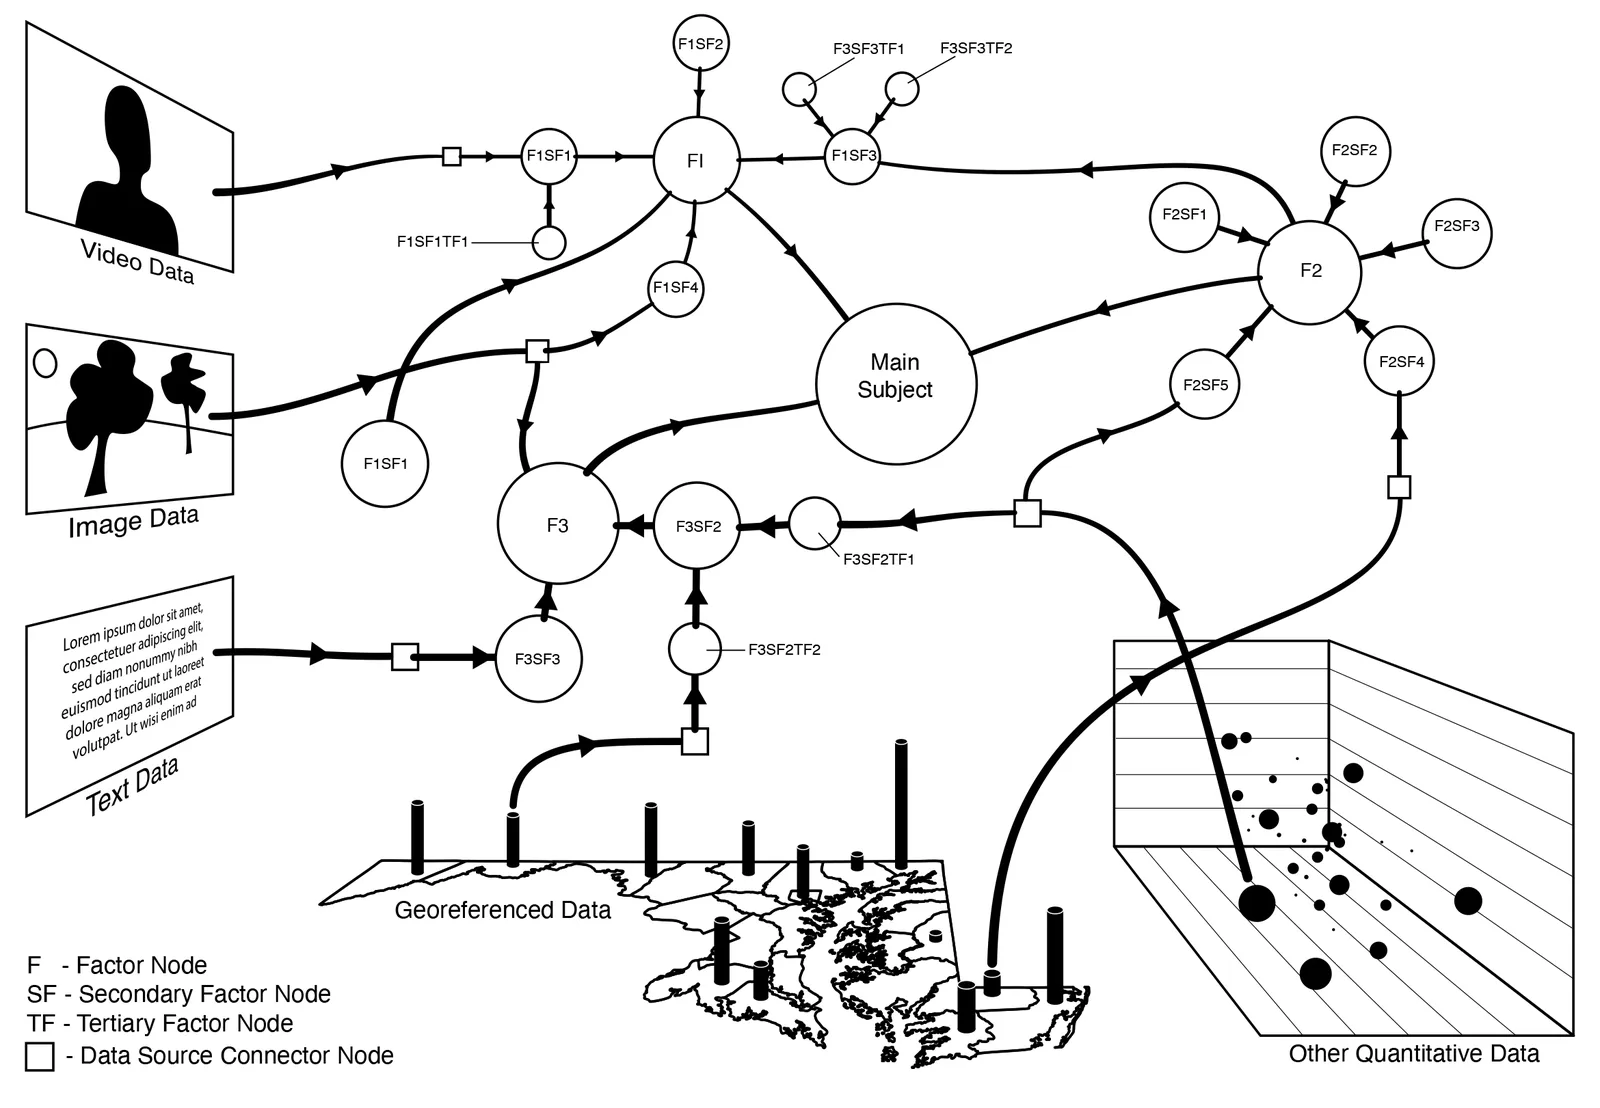 F1SF2
F3SF3TF1
F3SF3TF2
F1SF1
FI
F1SF3
F2SF2
F2SF1
F2SF3
F1SF1TF1
Video Data
F2
F1SF4
Main
Subject
F2SF5
F2SF4
F1SF1
Image Data
F3
F3SF2
F3SF2TF1
Lorem ipsum dolor sit amet,
consectetuer adipiscing elit,
sed diam nonummy nibh
euismod tincidunt ut laoreet
dolore magna aliquam erat
volutpat. Ut wisi enim ad
Text Data
F3SF3
F3SF2TF2
Georeferenced Data
F - Factor Node
SF - Secondary Factor Node
TF - Tertiary Factor Node
- Data Source Connector Node
Other Quantitative Data